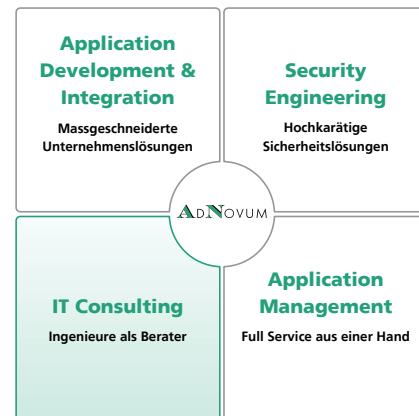 Application
Development &
Integration
Massgeschneiderte
Unternehmenslösungen
Security
Engineering
Hochkarätige
Sicherheitslösungen
ADNOVUM
IT Consulting
Ingenieure als Berater
Application
Management
Full Service aus einer Hand